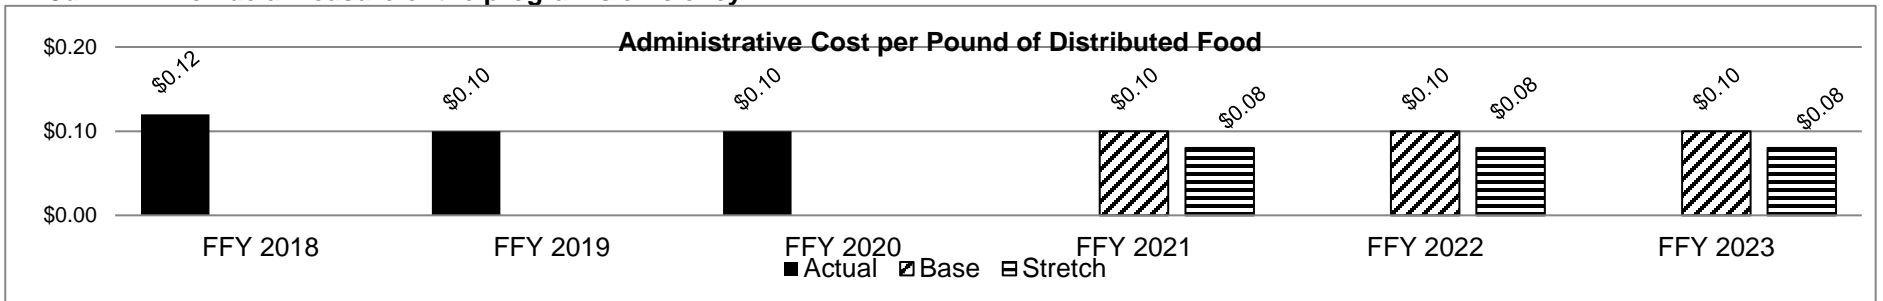 Administrative Cost per Pound of Distributed Food
$0.20
$0.12
$0.10
$0.10
$0.10
$0.08
$0.10
$0.08
$0.10
$0.08
$0.10
$0.00
FFY 2018
FFY 2019
FFY 2020
FFY 2021
FFY 2022
FFY 2023
Actual
Base
Stretch